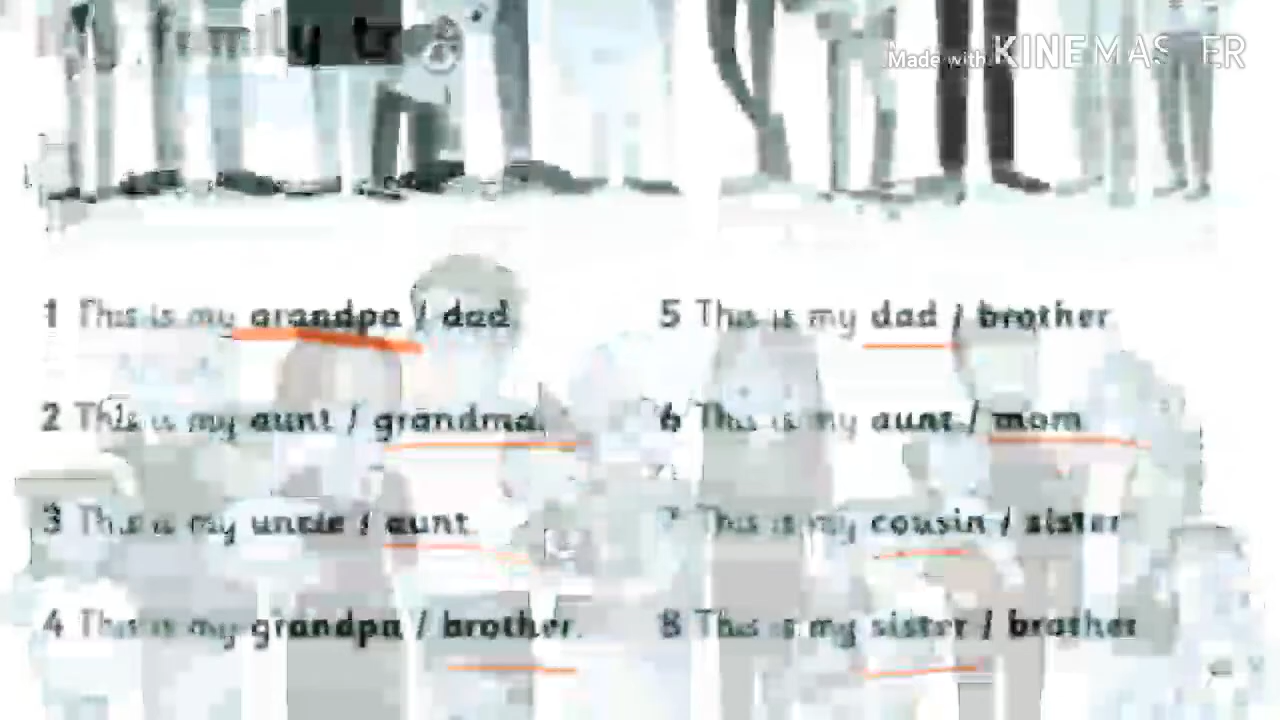 Made with KINEMASTER
1 This is my grandpa / dad.
2 This is my aunt / grandma.
3 This is my uncle / aunt.
4 This is my grandpa / brother.
5 This is my dad / brother.
6 This is my aunt / mom.
7 This is my cousin / sister.
8 This is my sister / brother.